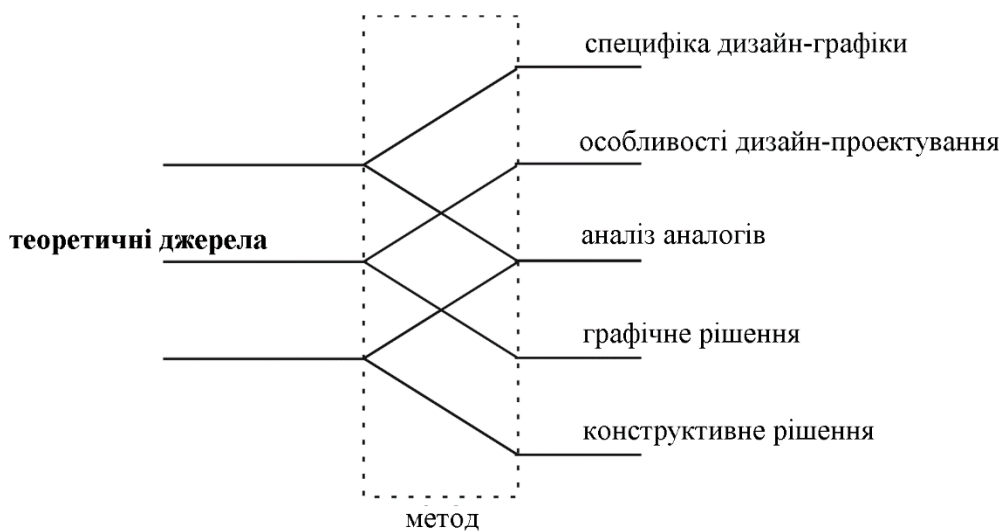 специфіка дизайн-графіки
особливості дизайн-проектування
теоретичні джерела
аналіз аналогів
графічне рішення
конструктивне рішення
метод